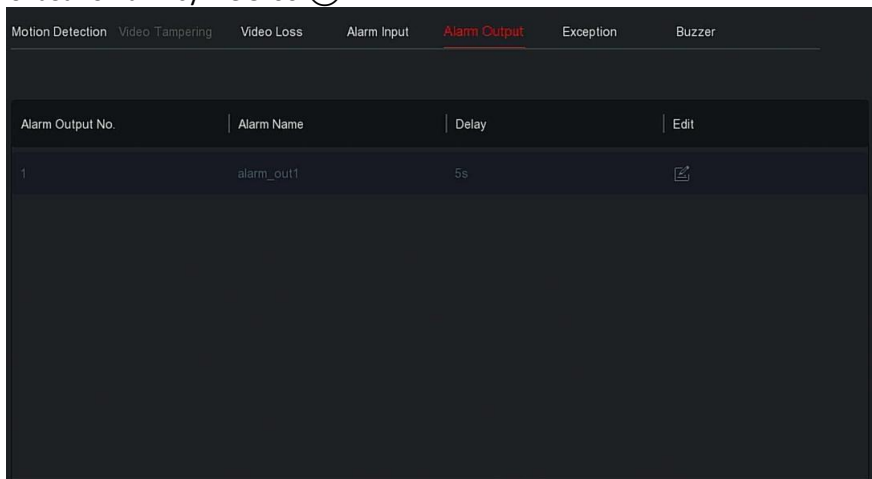 Motion Detection Video Tampering Video Loss Alarm Input Alarm Output Exception Buzzer
Alarm Output No. Alarm Name Delay Edit
1 alarm_out1 5s